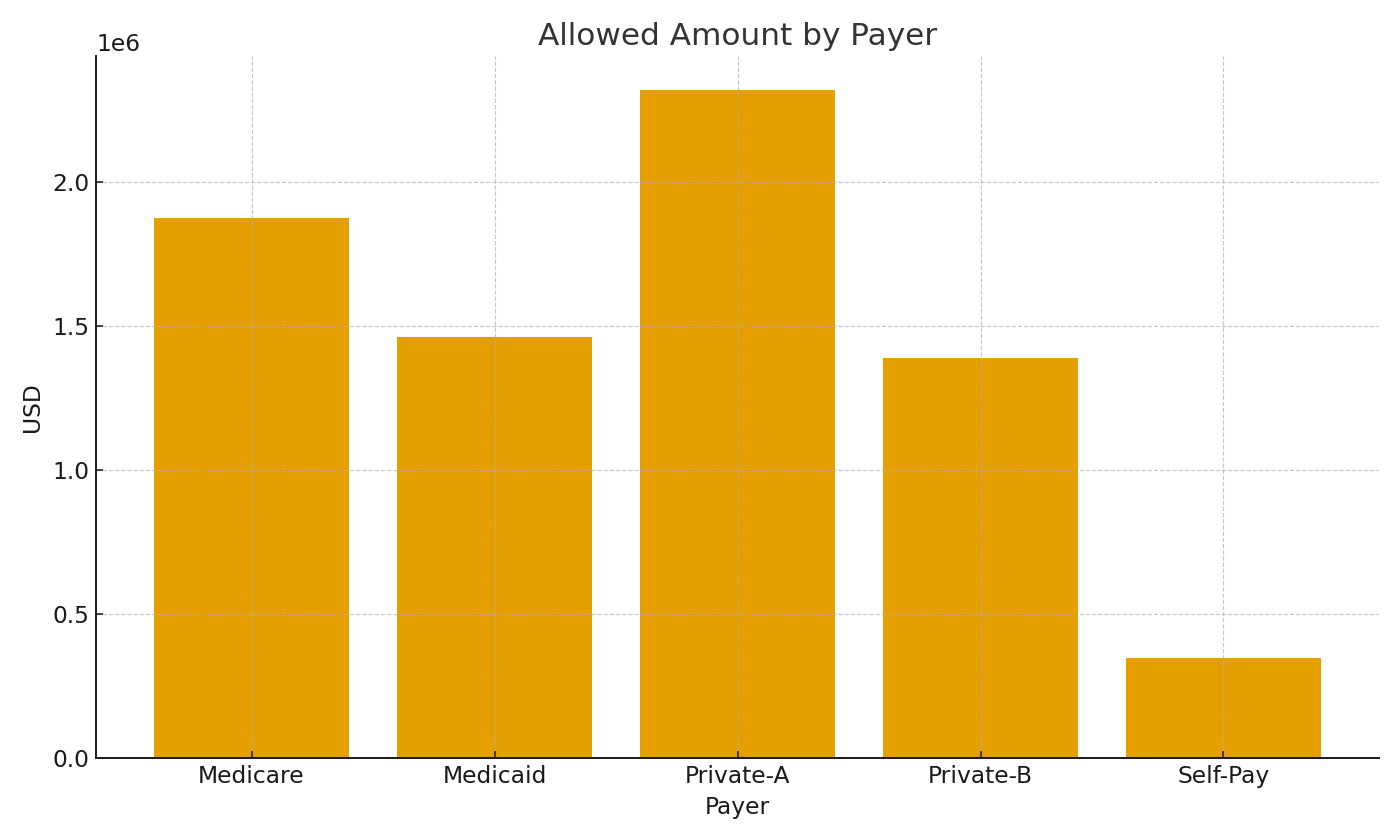 Allowed Amount by Payer
1e6
2.0
1.5
1.0
0.5
0.0
USD
Medicare Medicaid Private-A Private-B Self-Pay
Payer